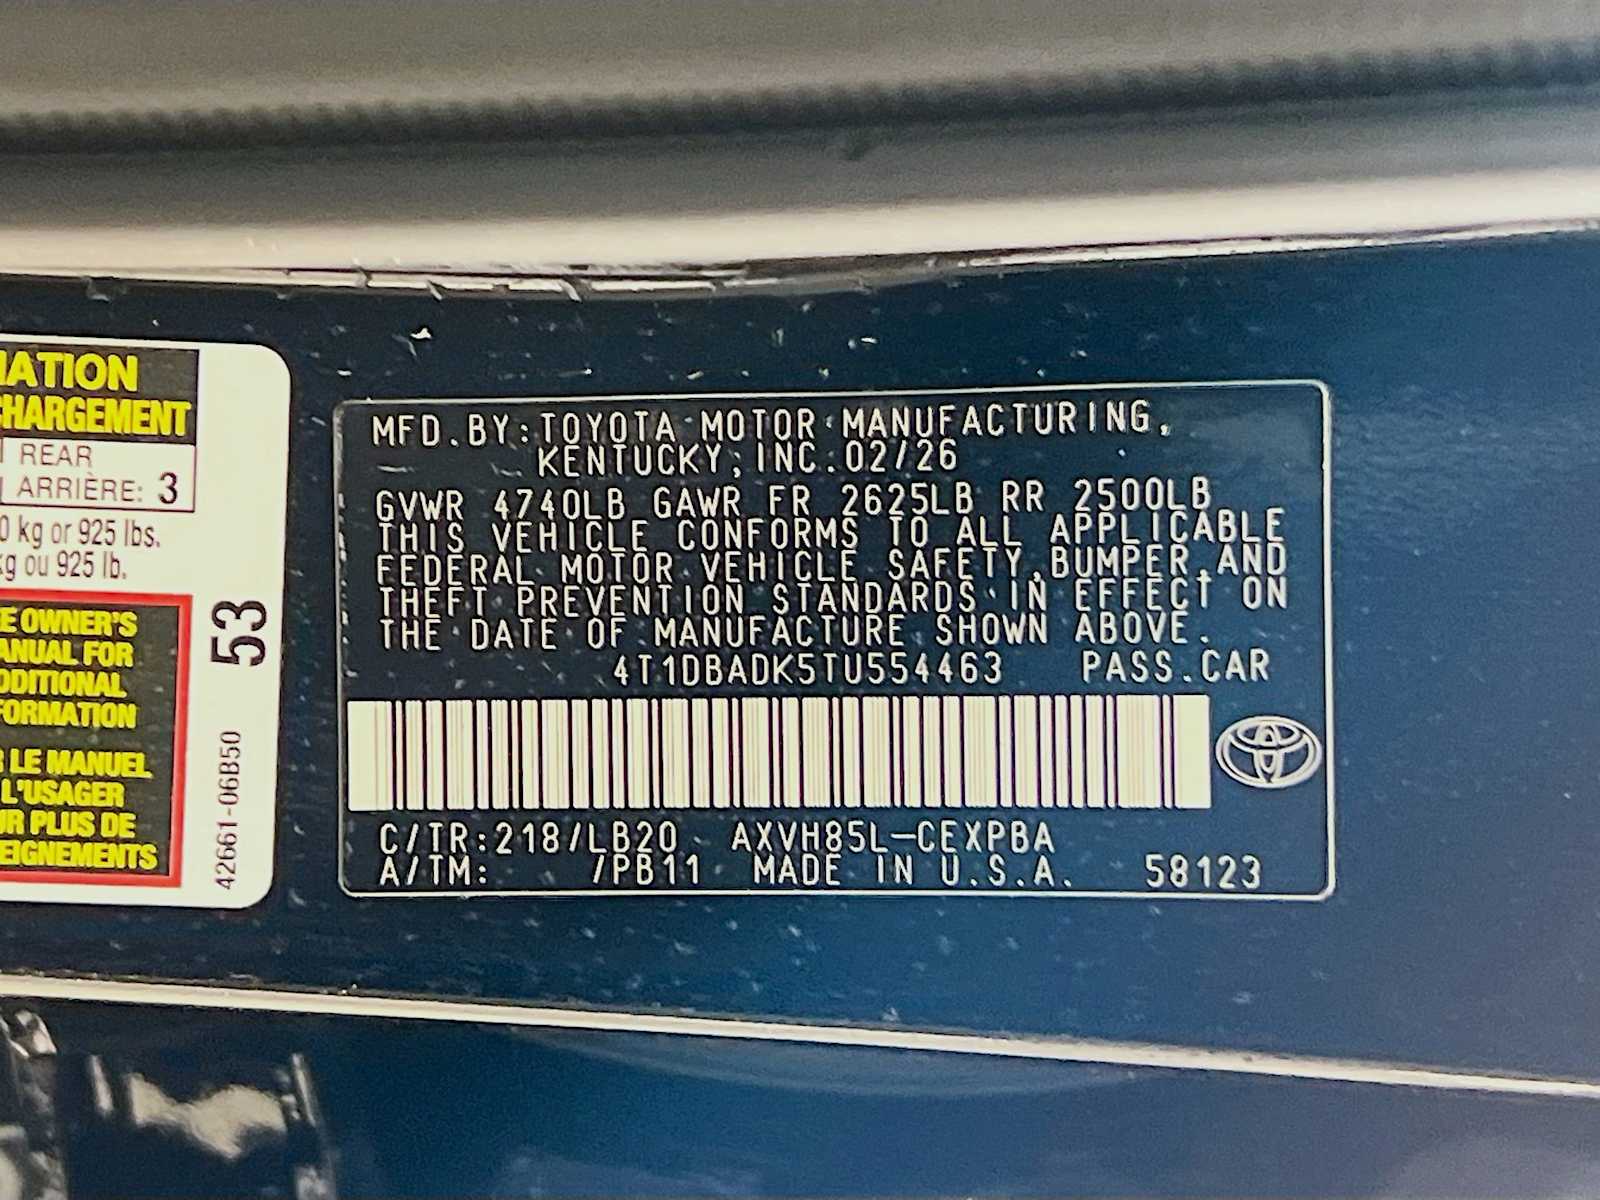 MATION
CHARGEMENT
REAR
ARRIÈRE: 3
0 kg or 925 lbs.
kg ou 925 lb.
E OWNER'S
ANUAL FOR
DDITIONAL
FORMATION
R LE MANUEL
L'USAGER
UR PLUS DE
EIGNEMENTS
53
42661-06B50
MFD.BY:TOYOTA MOTOR MANUFACTURING,
KENTUCKY, INC. 02/26
GVWR 4740LB GAWR FR 2625LB RR 2500LB
THIS VEHICLE CONFORMS TO ALL APPLICABLE
FEDERAL MOTOR VEHICLE SAFETY,BUMPER,AND
THEFT PREVENTION STANDARDS IN EFFECT ON
THE DATE OF MANUFACTURE SHOWN ABOVE.
4T1DBADK5TU554463 PASS.CAR
C/TR:218/LB20 AXVH85L-CEXPBA
A/TM: /PB11 MADE IN U.S.A. 58123